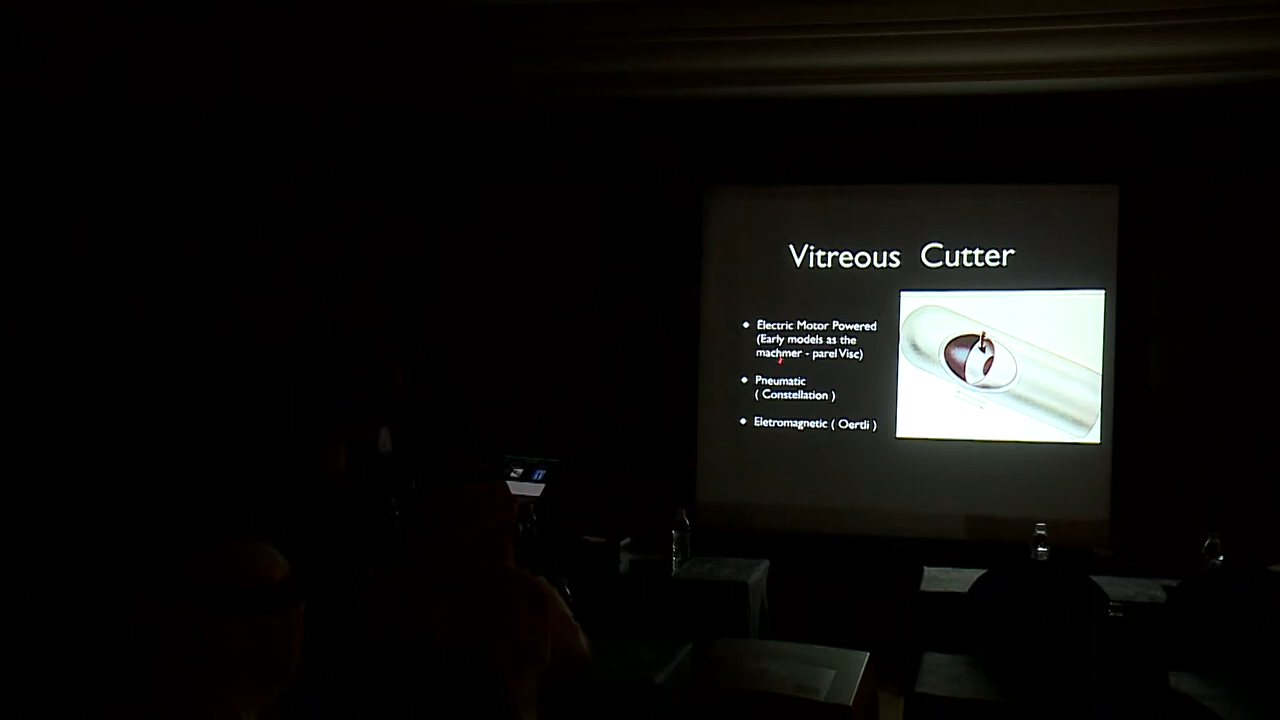 Vitreous Cutter
• Electric Motor Powered
(Early models as the
machmer - parel Visc)
• Pneumatic
( Constellation )
• Eletromagnetic ( Oertli )